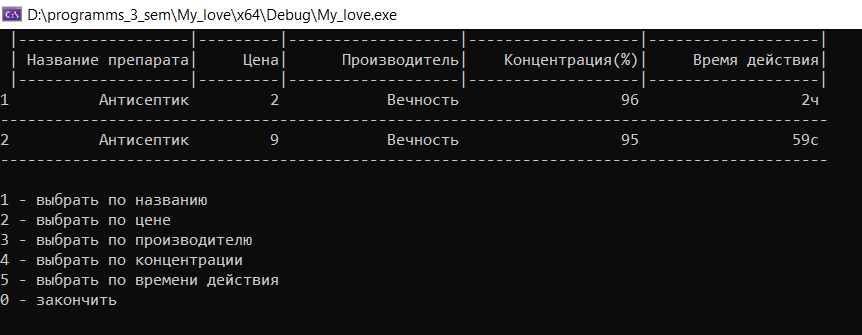 D:\programms_3_sem\My_love\x64\Debug\My_love.exe
|-------------------|---------|-------------------|-------------------|-------------------|
| Название препарата| Цена| Производитель| Концентрация(%)| Время действия|
|-------------------|---------|-------------------|-------------------|-------------------|
1 Антисептик 2 Вечность 96 2ч
--------------------------------------------------------------------------------------------
2 Антисептик 9 Вечность 95 59с
--------------------------------------------------------------------------------------------
1 - выбрать по названию
2 - выбрать по цене
3 - выбрать по производителю
4 - выбрать по концентрации
5 - выбрать по времени действия
0 - закончить